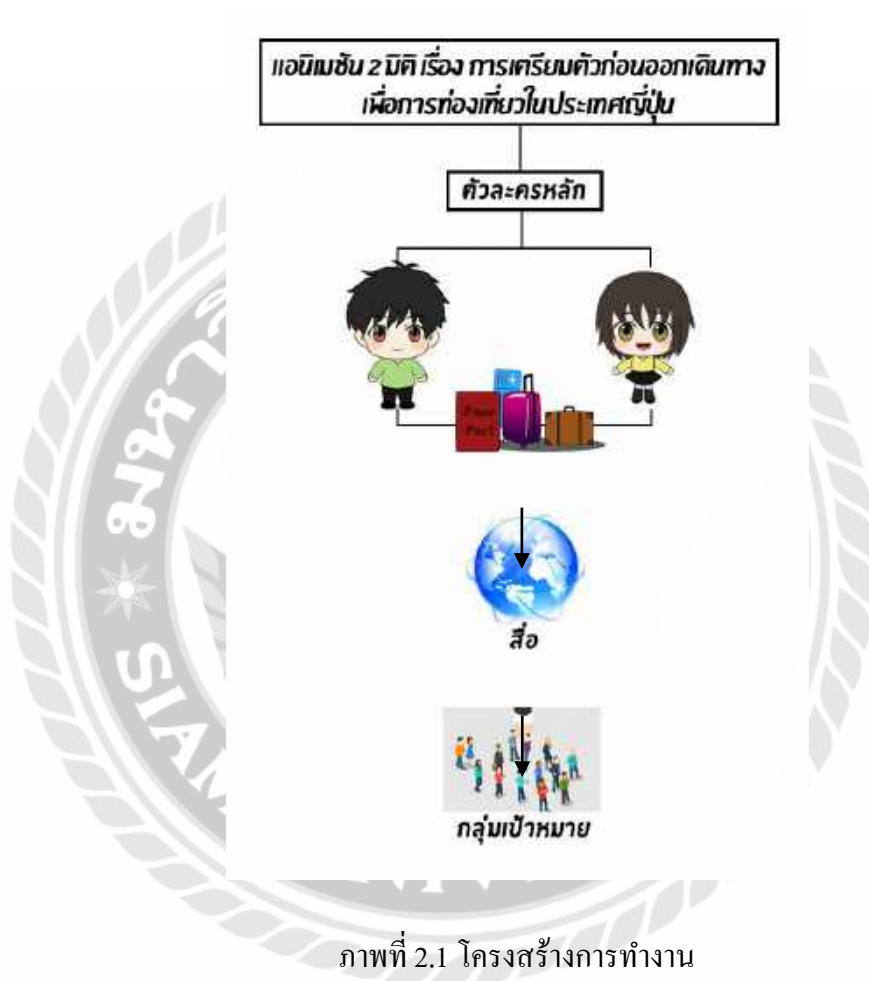 แอนิเมชัน 2 มิติ เรื่อง การเตรียมตัวก่อนออกเดินทาง
เพื่อการท่องเที่ยวในประเทศญี่ปุ่น
ตัวละครหลัก
Pass
Port
สื่อ
กลุ่มเป้าหมาย
SIAM
ภาพที่ 2.1 โครงสร้างการทำงาน